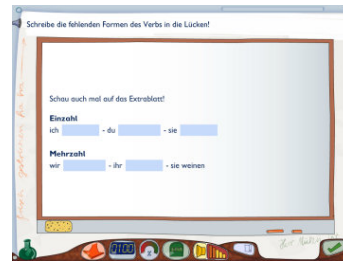 Schreibe die fehlenden Formen des Verbs in die Lücken!
Schau auch mal auf das Extrablatt!
Einzahl
ich - du - sie
Mehrzahl
wir - ihr - sie weinen